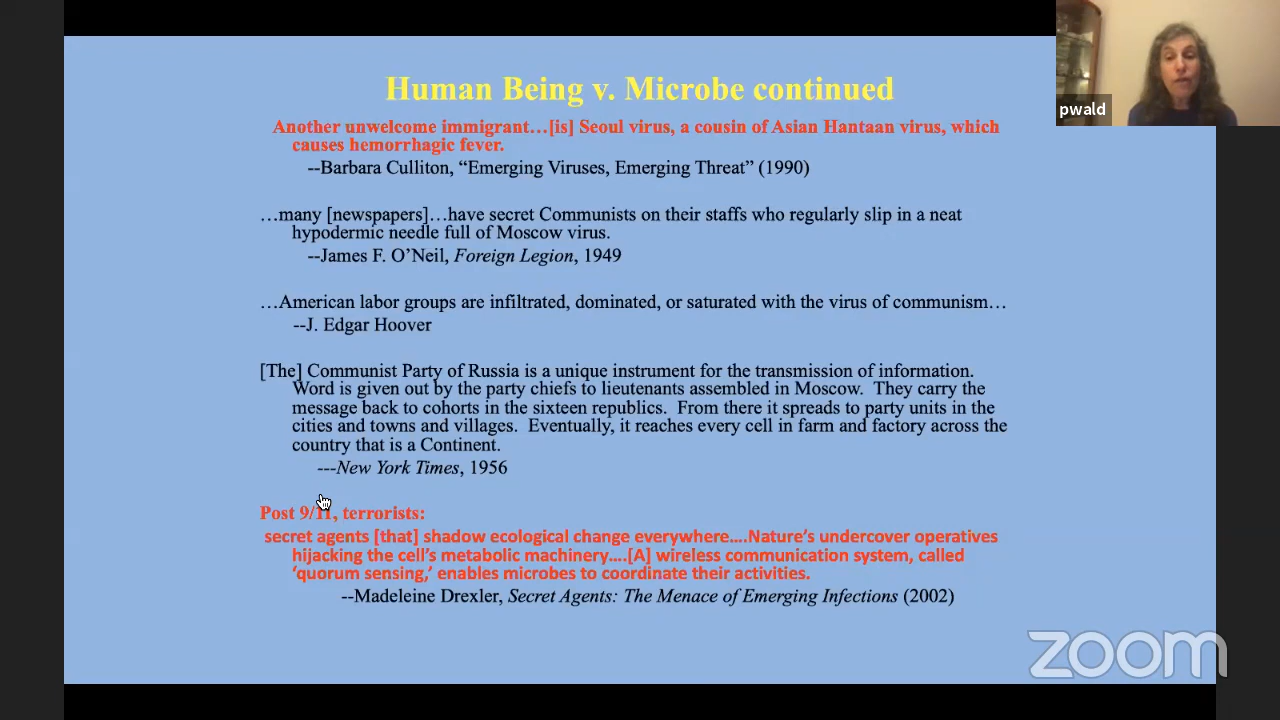 Human Being v. Microbe continued
pwald
Another unwelcome immigrant…[is] Seoul virus, a cousin of Asian Hantaan virus, which
causes hemorrhagic fever.
--Barbara Culliton, “Emerging Viruses, Emerging Threat” (1990)
…many [newspapers]…have secret Communists on their staffs who regularly slip in a neat
hypodermic needle full of Moscow virus.
--James F. O’Neil, Foreign Legion, 1949
…American labor groups are infiltrated, dominated, or saturated with the virus of communism…
--J. Edgar Hoover
[The] Communist Party of Russia is a unique instrument for the transmission of information.
Word is given out by the party chiefs to lieutenants assembled in Moscow.  They carry the
message back to cohorts in the sixteen republics.  From there it spreads to party units in the
cities and towns and villages.  Eventually, it reaches every cell in farm and factory across the
country that is a Continent.
---New York Times, 1956
Post 9/11, terrorists:
secret agents [that] shadow ecological change everywhere….Nature’s undercover operatives
hijacking the cell’s metabolic machinery….[A] wireless communication system, called
‘quorum sensing,’ enables microbes to coordinate their activities.
--Madeleine Drexler, Secret Agents: The Menace of Emerging Infections (2002)
zoom